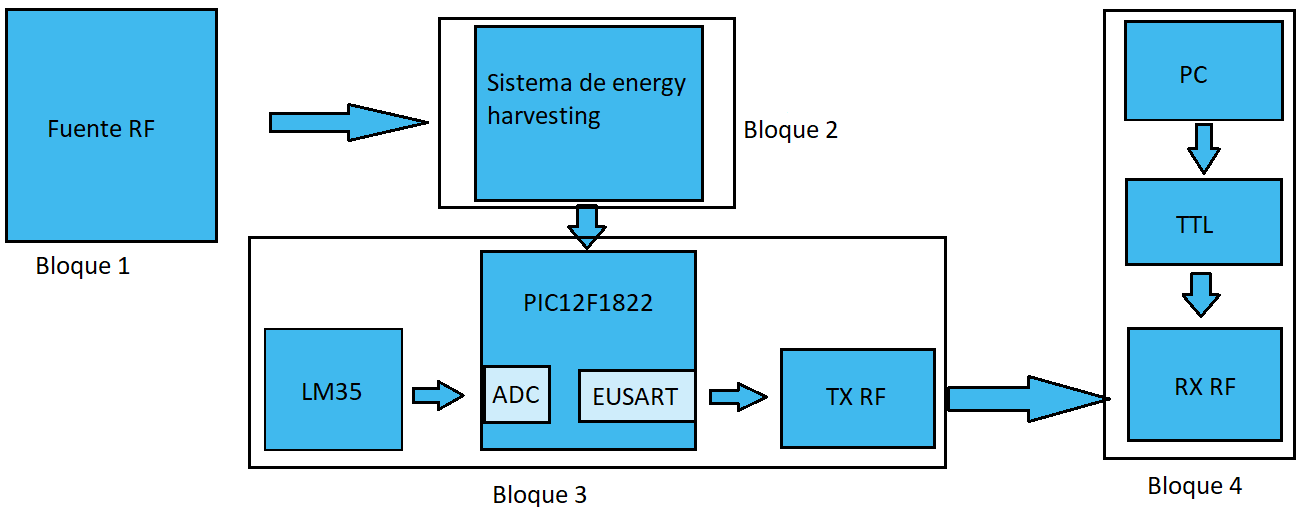 Fuente RF
Bloque 1
Sistema de energy
harvesting
Bloque 2
PIC12F1822
LM35
ADC
EUSART
TX RF
Bloque 3
PC
TTL
RX RF
Bloque 4